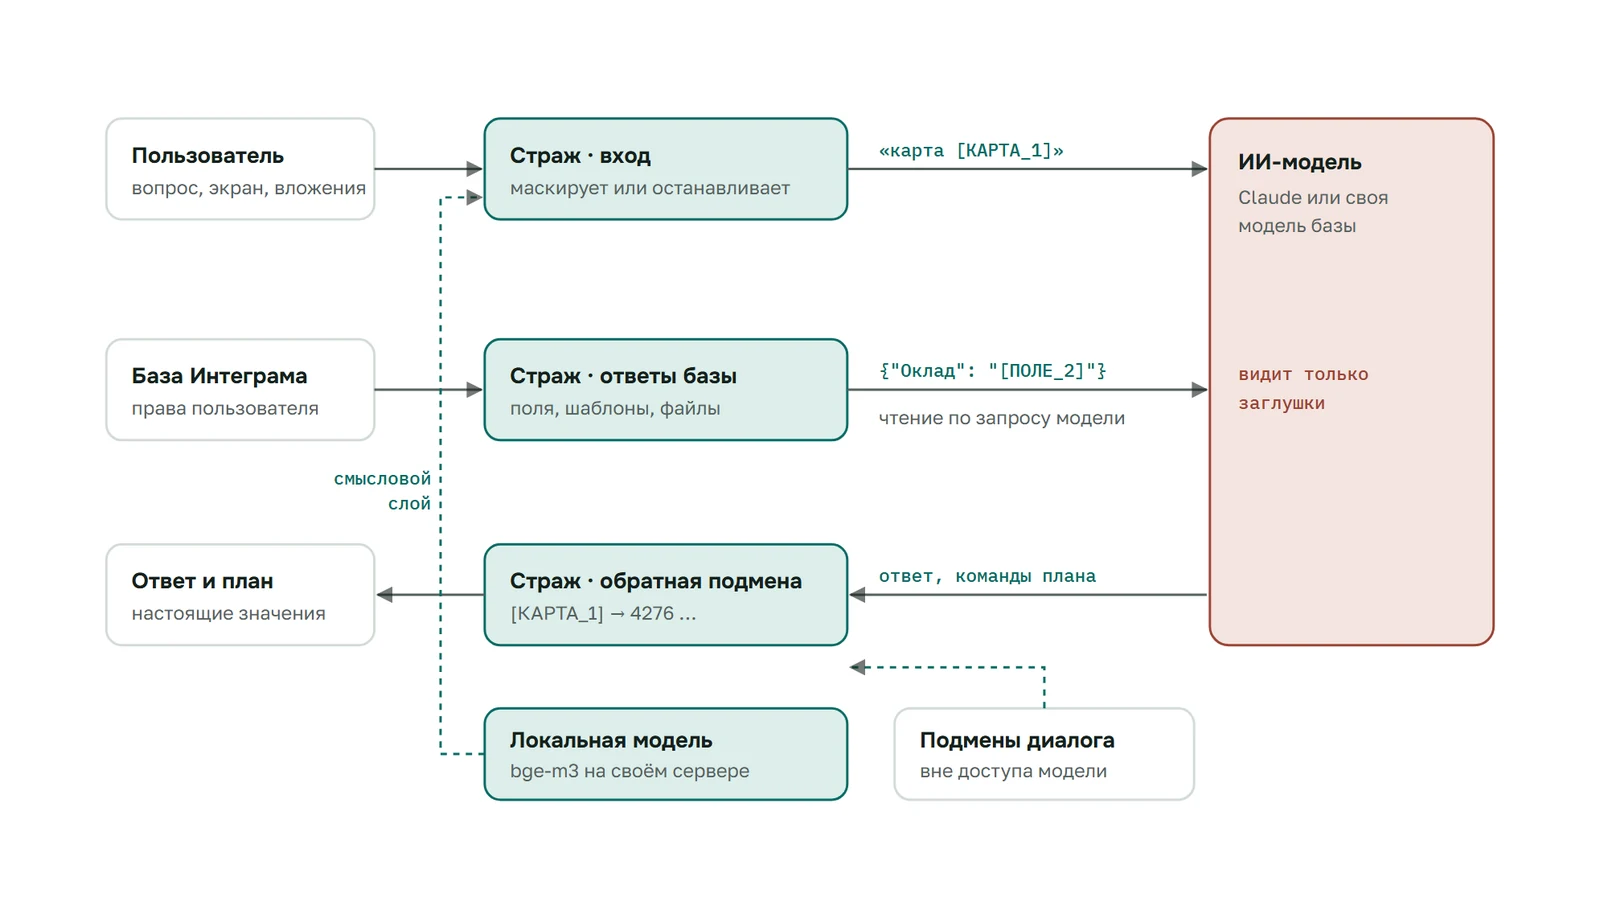 Пользователь
вопрос, экран, вложения
Страж · вход
маскирует или останавливает
«карта [КАРТА_1]»
ИИ-модель
Claude или своя
модель базы
База Интеграма
права пользователя
Страж · ответы базы
поля, шаблоны, файлы
{"Оклад": "[ПОЛЕ_2]"}
чтение по запросу модели
видит только
заглушки
смысловой
слой
Ответ и план
настоящие значения
Страж · обратная подмена
[КАРТА_1] → 4276 ...
ответ, команды плана
Локальная модель
bge-m3 на своём сервере
Подмены диалога
вне доступа модели